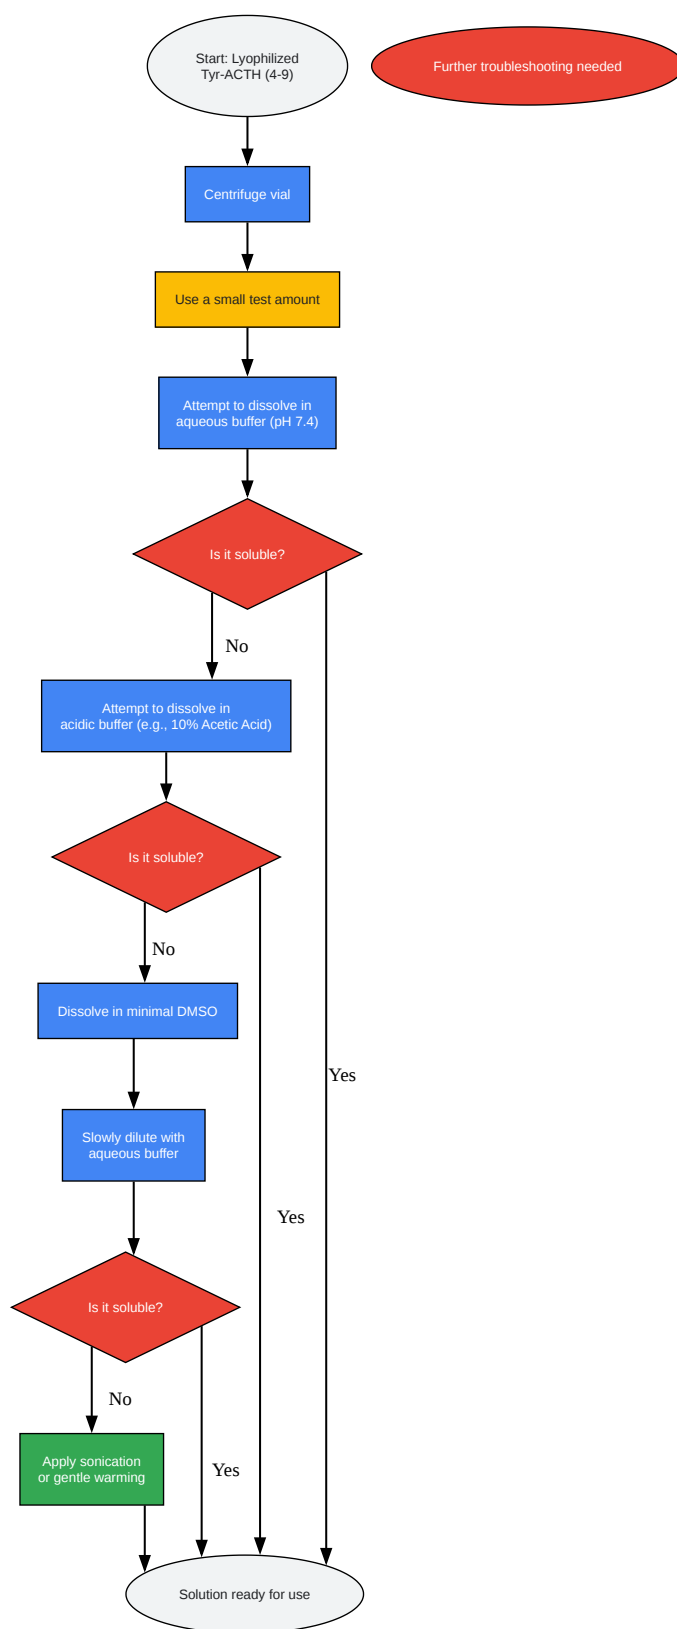 Start: Lyophilized
Tyr-ACTH (4-9)
Further troubleshooting needed
Centrifuge vial
Use a small test amount
Attempt to dissolve in
aqueous buffer (pH 7.4)
Is it soluble?
No
Attempt to dissolve in
acidic buffer (e.g., 10% Acetic Acid)
Is it soluble?
No
Dissolve in minimal DMSO
Yes
Slowly dilute with
aqueous buffer
Yes
Is it soluble?
No
Apply sonication
or gentle warming
Yes
Solution ready for use